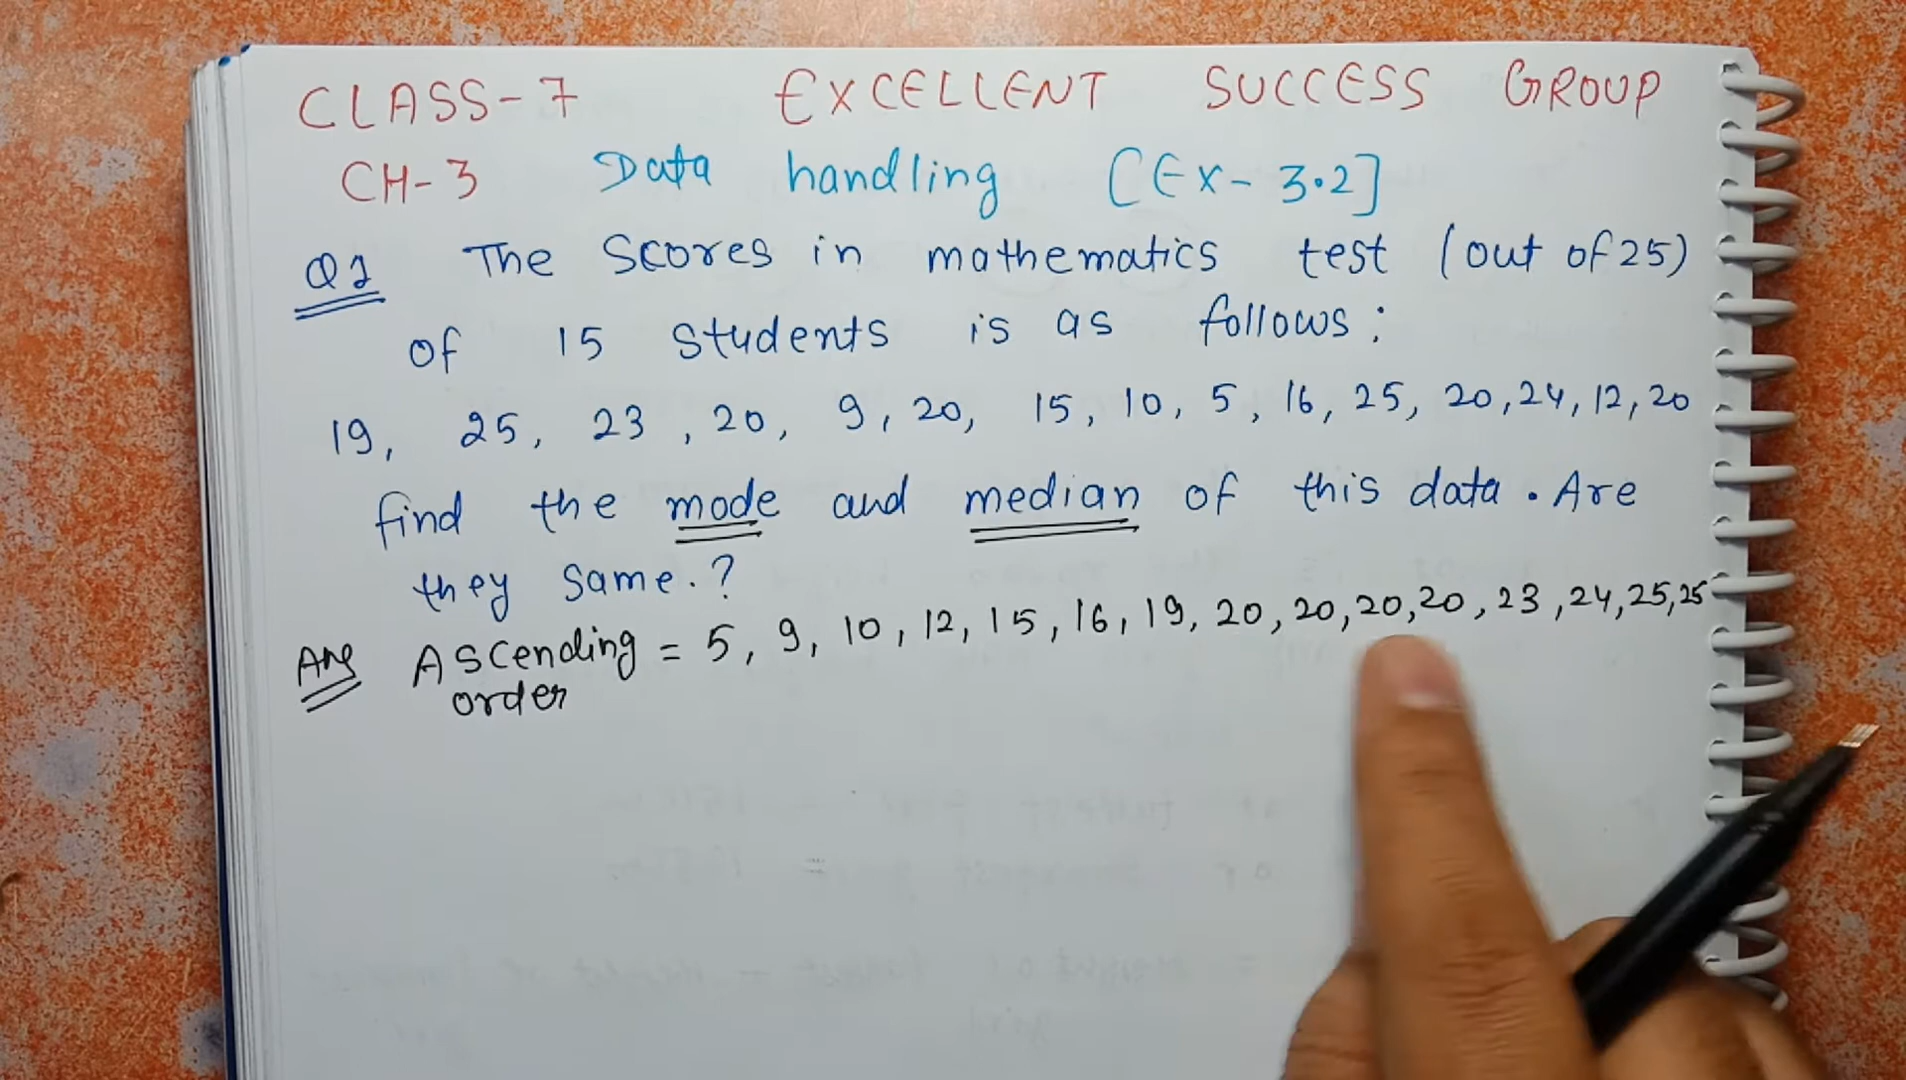 CLASS-7 EXCELLENT SUCCESS GROUP
CH-3 Data handling [Ex-3.2]
Q1 The Scores in mathematics test (out of 25)
of 15 students is as follows:
19, 25, 23, 20, 9, 20, 15, 10, 5, 16, 25, 20, 24, 12, 20
find the mode and median of this data. Are
they same.?
Ans Ascending = 5, 9, 10, 12, 15, 16, 19, 20, 20, 20, 20, 23, 24, 25, 25
order